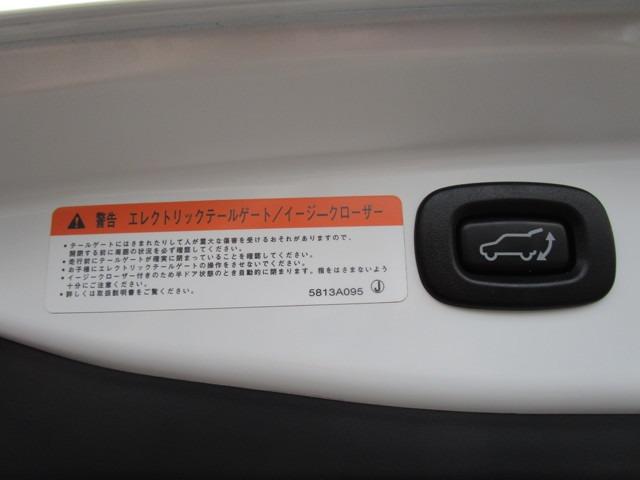 警告 エレクトリックテールゲート/イージークローザー
・テールゲートにはさまれたりして人が重大な傷害を受けるおそれがありますので、
開閉する前に周囲の状況を必ず確認してください。
・走行前にテールゲートが確実に閉まっていることを確認してください。
・お子様にエレクトリックテールゲートの操作をさせないでください。
・イージークローザー付きのため半ドア状態のとき自動的に閉まります。指をはさまないよう
十分にご注意ください。
・詳しくは取扱説明書をご覧ください。
5813A095 J